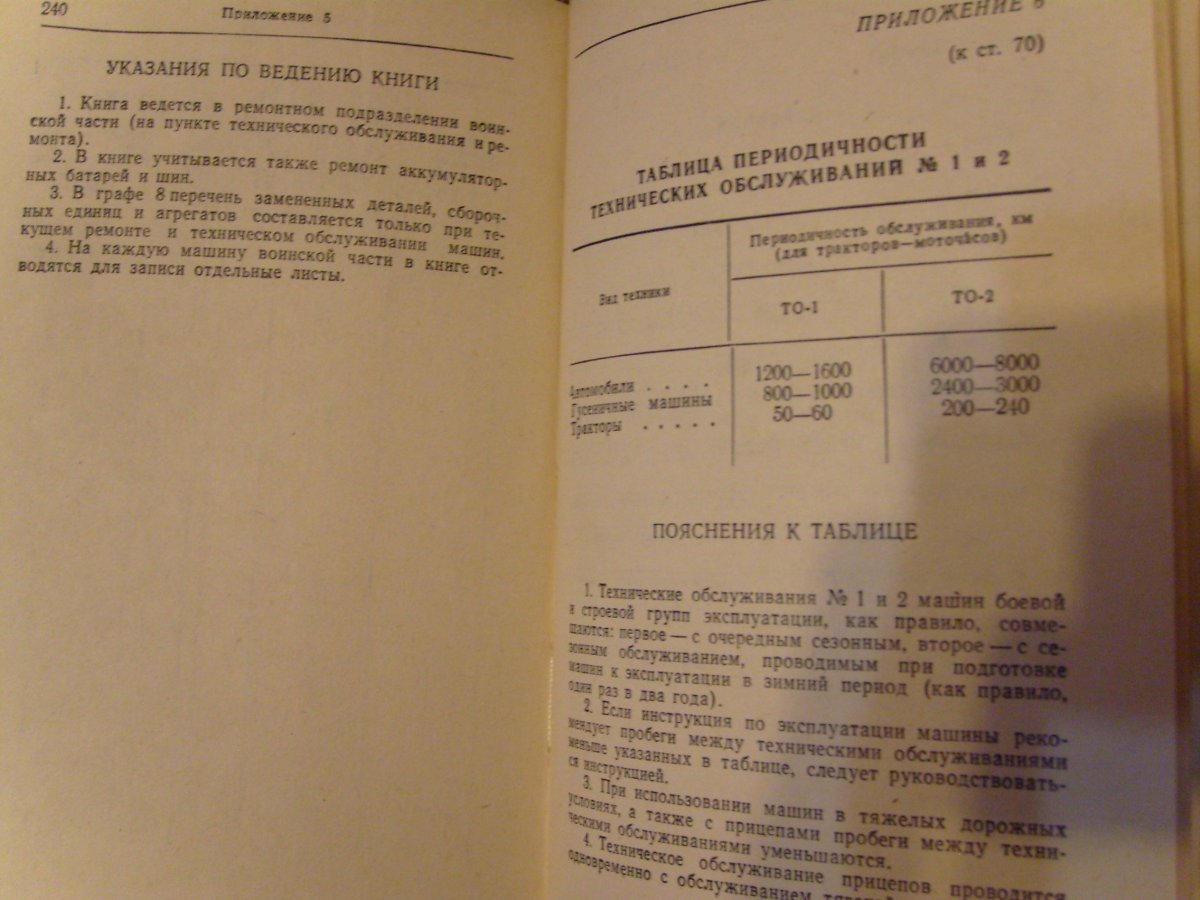 240
Приложение 5
УКАЗАНИЯ ПО ВЕДЕНИЮ КНИГИ
1. Книга ведется в ремонтном подразделении воин-
ской части (на пункте технического обслуживания и ре-
монта).
2. В книге учитывается также ремонт аккумулятор-
ных батарей и шин.
3. В графе 8 перечень замененных деталей, сбороч-
ных единиц и агрегатов составляется только при те-
кущем ремонте и техническом обслуживании машин.
4. На каждую машину воинской части в книге от-
водятся для записи отдельные листы.
ПРИЛОЖЕНИЕ 6
(к ст. 70)
ТАБЛИЦА ПЕРИОДИЧНОСТИ
ТЕХНИЧЕСКИХ ОБСЛУЖИВАНИЙ № 1 и 2
Вид техники
Периодичность обслуживания, км
(для тракторов—моточасов)
ТО-1 ТО-2
Автомобили . . . . 1200—1600 6000—8000
Гусеничные машины 800—1000 2400—3000
Тракторы . . . . . 50—60 200—240
ПОЯСНЕНИЯ К ТАБЛИЦЕ
1. Технические обслуживания № 1 и 2 машин боевой
и строевой групп эксплуатации, как правило, совме-
щаются: первое — с очередным сезонным, второе — с се-
зонным обслуживанием, проводимым при подготовке
машин к эксплуатации в зимний период (как правило,
один раз в два года).
2. Если инструкция по эксплуатации машины реко-
мендует пробеги между техническими обслуживаниями
меньше указанных в таблице, следует руководствовать-
ся инструкцией.
3. При использовании машин в тяжелых дорожных
условиях, а также с прицепами пробеги между техни-
ческими обслуживаниями уменьшаются.
4. Техническое обслуживание прицепов проводится
одновременно с обслуживанием